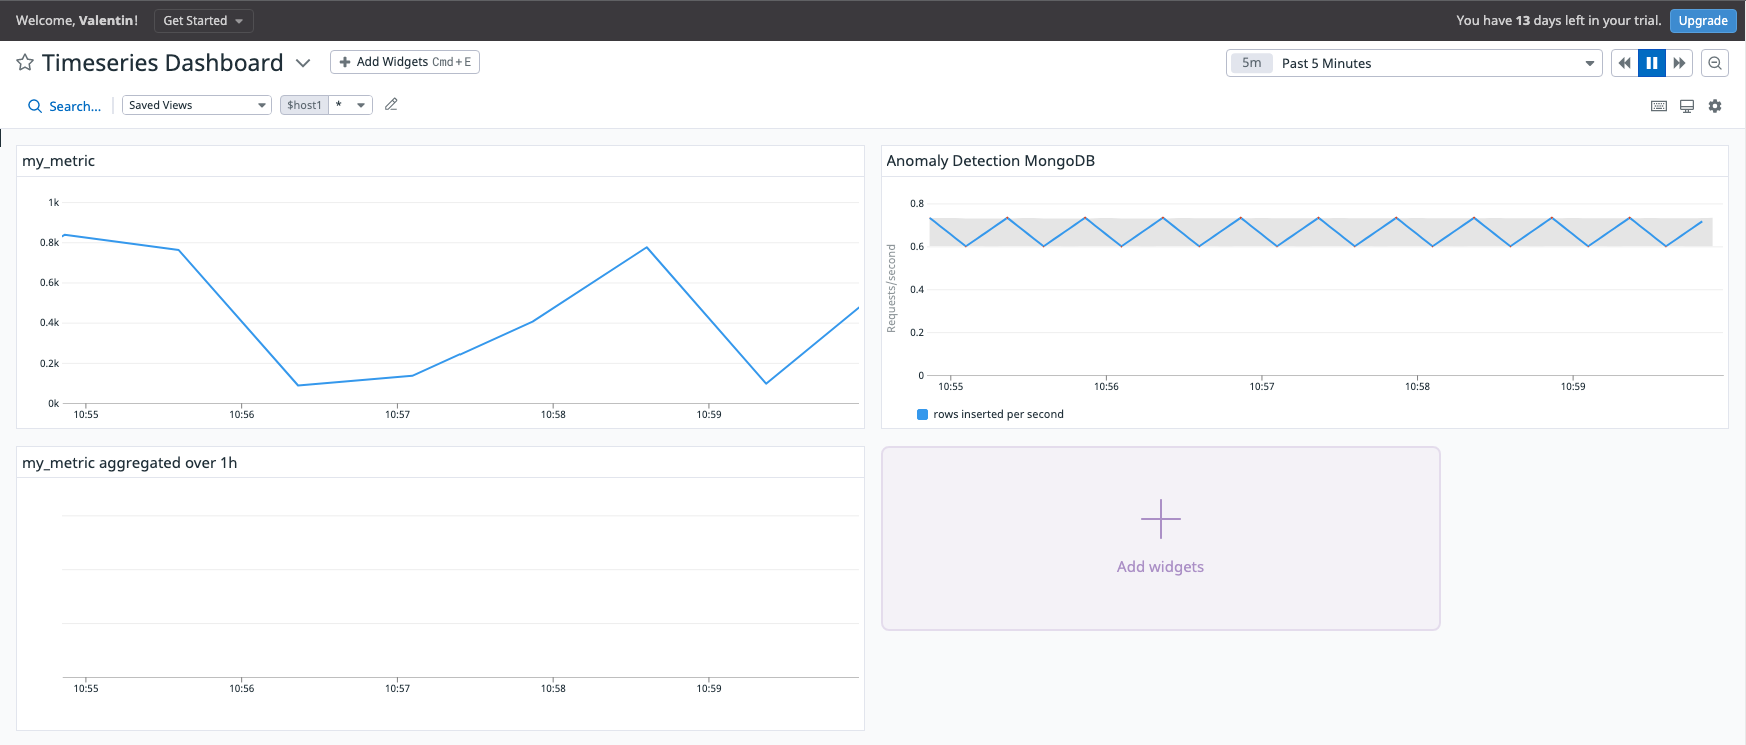 Welcome, Valentin!
Get Started
You have 13 days left in your trial.
Upgrade
Timeseries Dashboard
Add Widgets Cmd+E
5m Past 5 Minutes
Search...
Saved Views
$host1 *
my_metric
1k
0.8k
0.6k
0.4k
0.2k
0k
10:55 10:56 10:57 10:58 10:59
Anomaly Detection MongoDB
Requests/second
0.8
0.6
0.4
0.2
0
10:55 10:56 10:57 10:58 10:59
rows inserted per second
my_metric aggregated over 1h
10:55 10:56 10:57 10:58 10:59
Add widgets